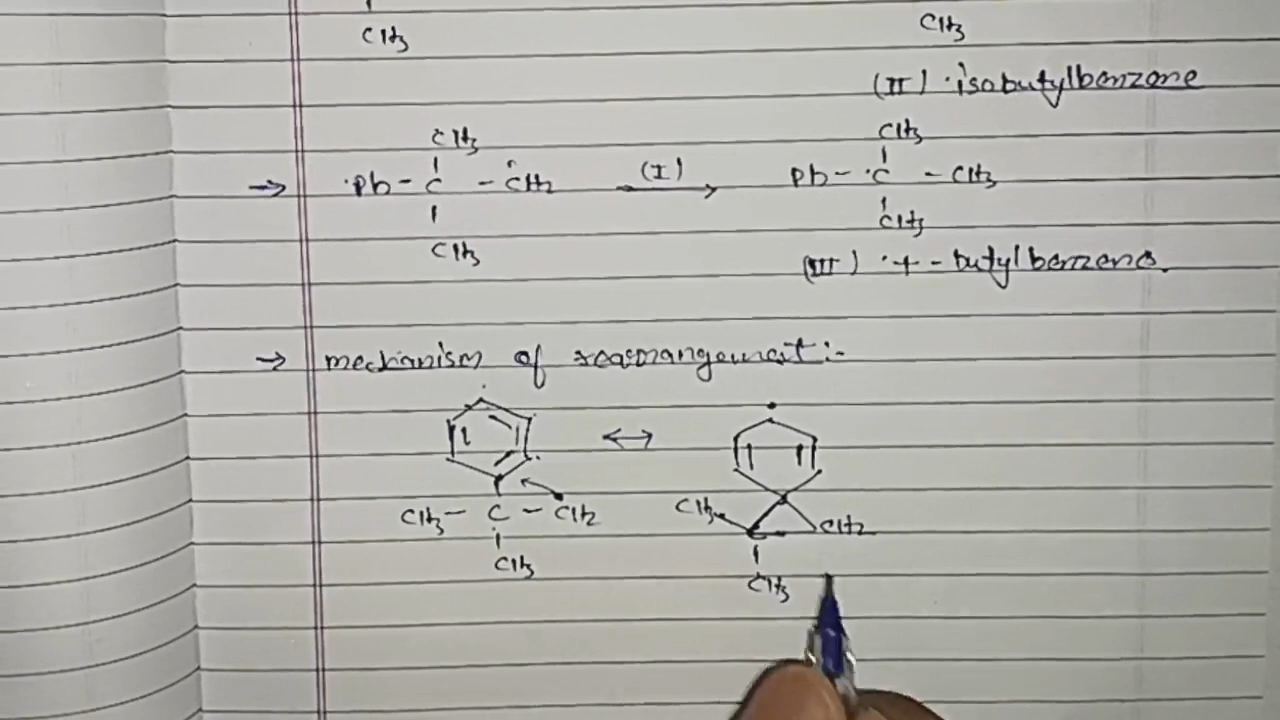 CH3 CH3
(II) isobutylbenzene
CH3 CH3
→ Ph - C - ĊH2 (I) → Ph - C - CH3
CH3 CH3
(III) t - butylbenzene.
→ mechanism of rearrangement :-
↔
CH3 - C - CH2 CH3 C CH2
CH3 CH3